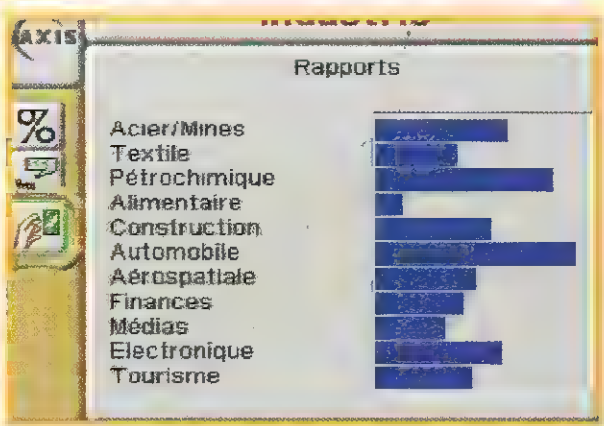 AXIS
Rapports
%
Acier/Mines
Textile
Pétrochimique
Alimentaire
Construction
Automobile
Aérospatiale
Finances
Médias
Electronique
Tourisme